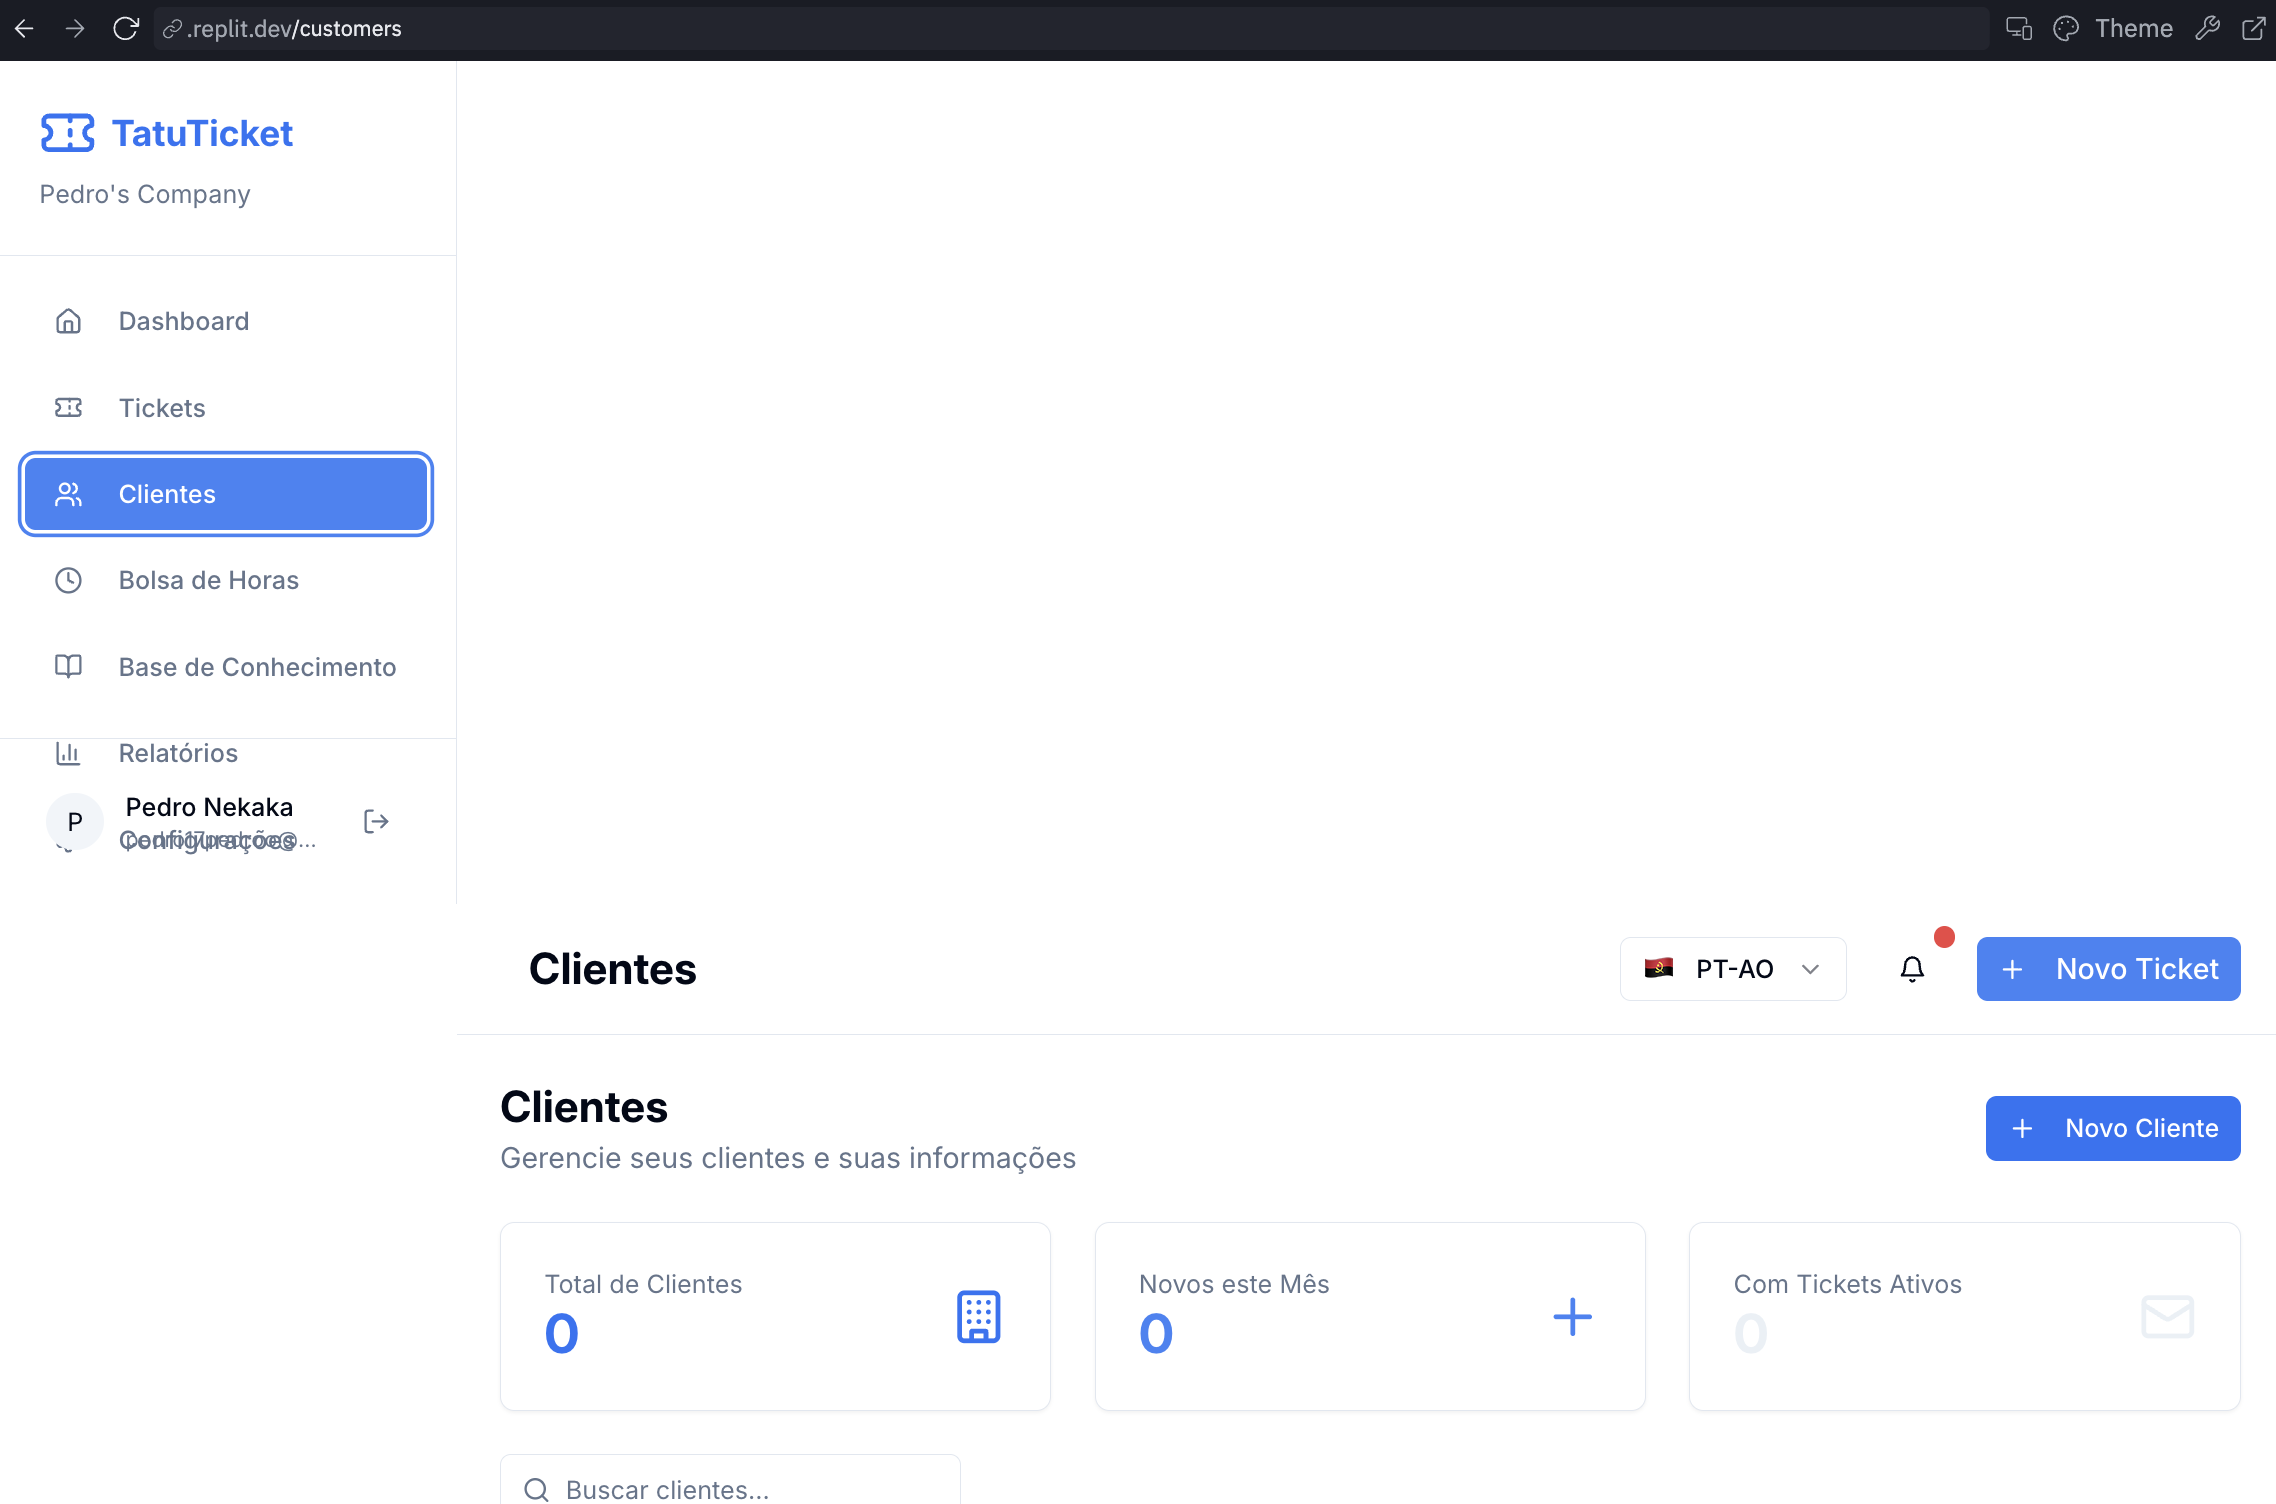 .replit.dev/customers
Theme
TatuTicket
Pedro's Company
Dashboard
Tickets
Clientes
Bolsa de Horas
Base de Conhecimento
Relatórios
P
Pedro Nekaka
Configurações
Clientes
PT-AO
Novo Ticket
Clientes
Gerencie seus clientes e suas informações
Novo Cliente
Total de Clientes
0
Novos este Mês
0
Com Tickets Ativos
0
Buscar clientes...